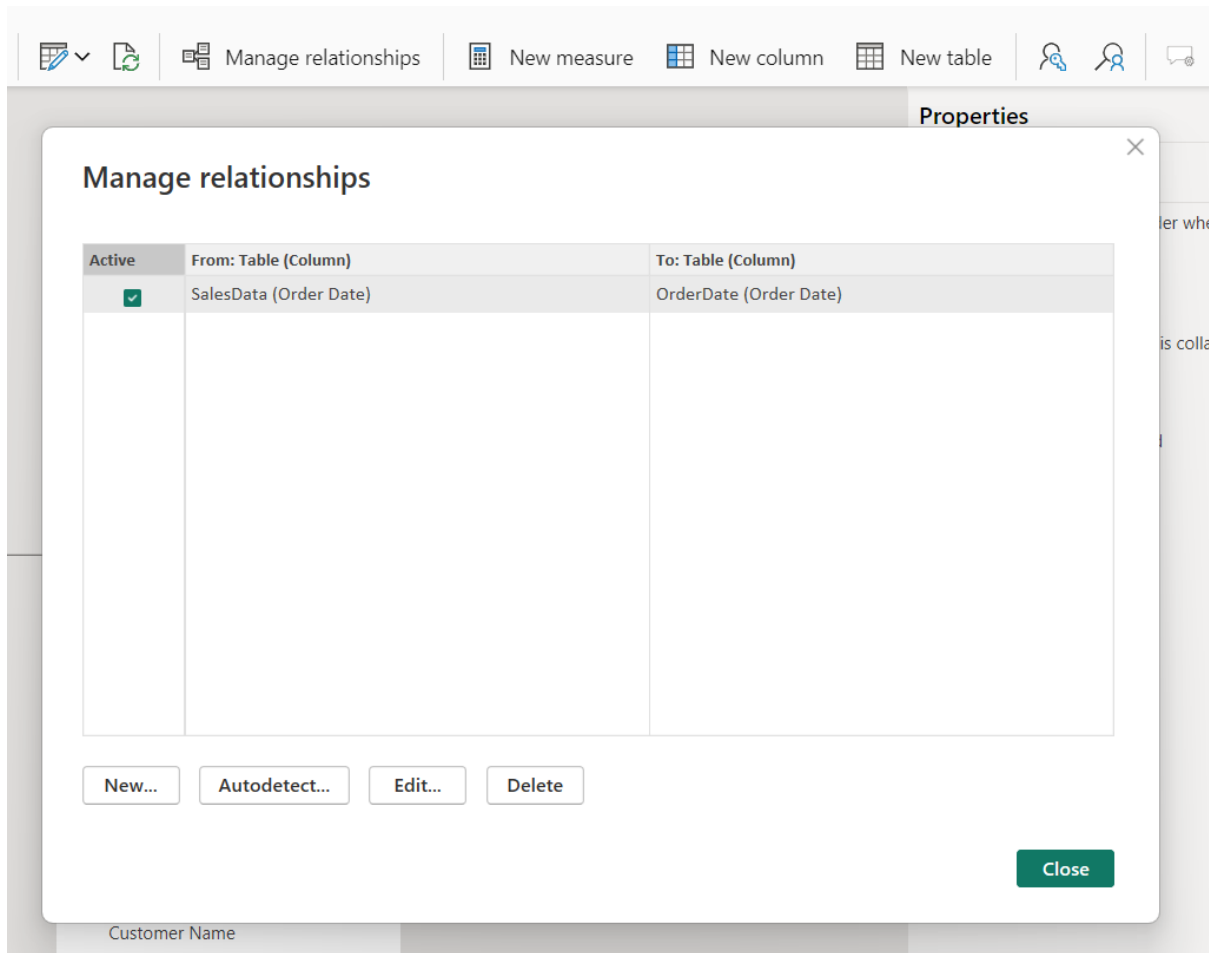 Manage relationships New measure New column New table
Properties
Manage relationships
Active From: Table (Column) To: Table (Column)
SalesData (Order Date) OrderDate (Order Date)
New... Autodetect... Edit... Delete
Close
Customer Name